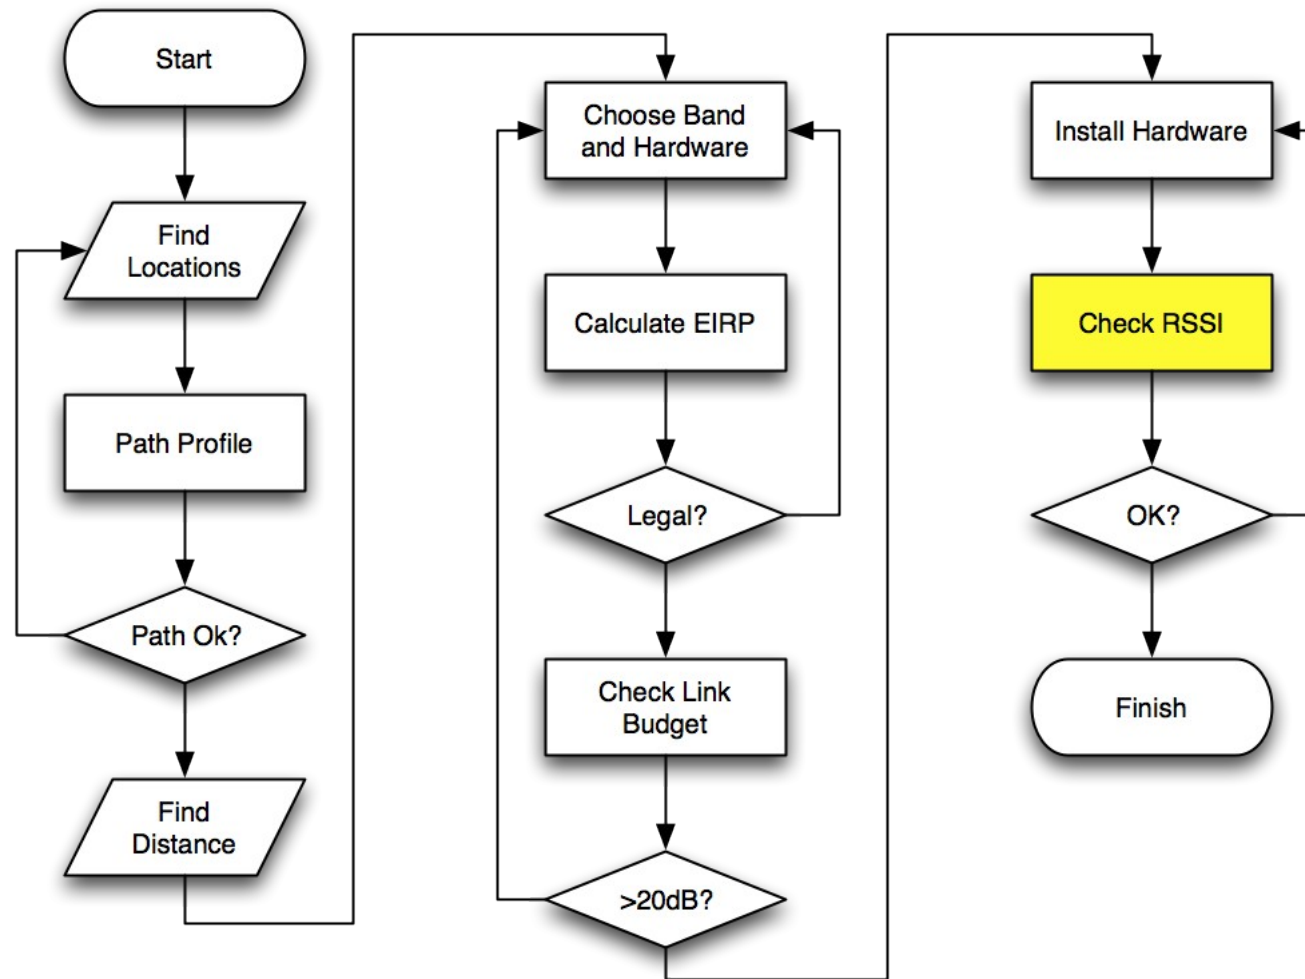 Start
Find
Locations
Path Profile
Path Ok?
Find
Distance
Choose Band
and Hardware
Calculate EIRP
Legal?
Check Link
Budget
>20dB?
Install Hardware
Check RSSI
OK?
Finish